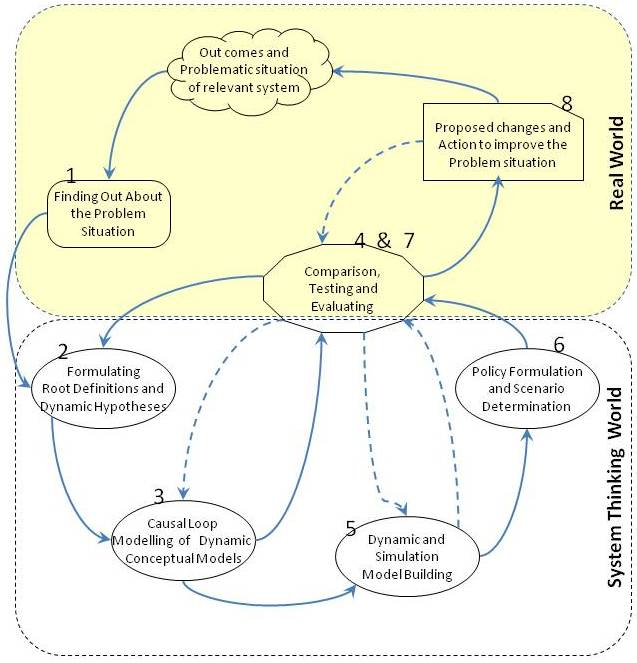 Out comes and
Problematic situation
of relevant system
8
Proposed changes and
Action to improve the
Problem situation
1
Finding Out About
the Problem
Situation
Real World
4 & 7
Comparison,
Testing and
Evaluating
2
Formulating
Root Definitions and
Dynamic Hypotheses
6
Policy Formulation
and Scenario
Determination
3
Causal Loop
Modelling of Dynamic
Conceptual Models
5
Dynamic and
Simulation
Model Building
System Thinking World